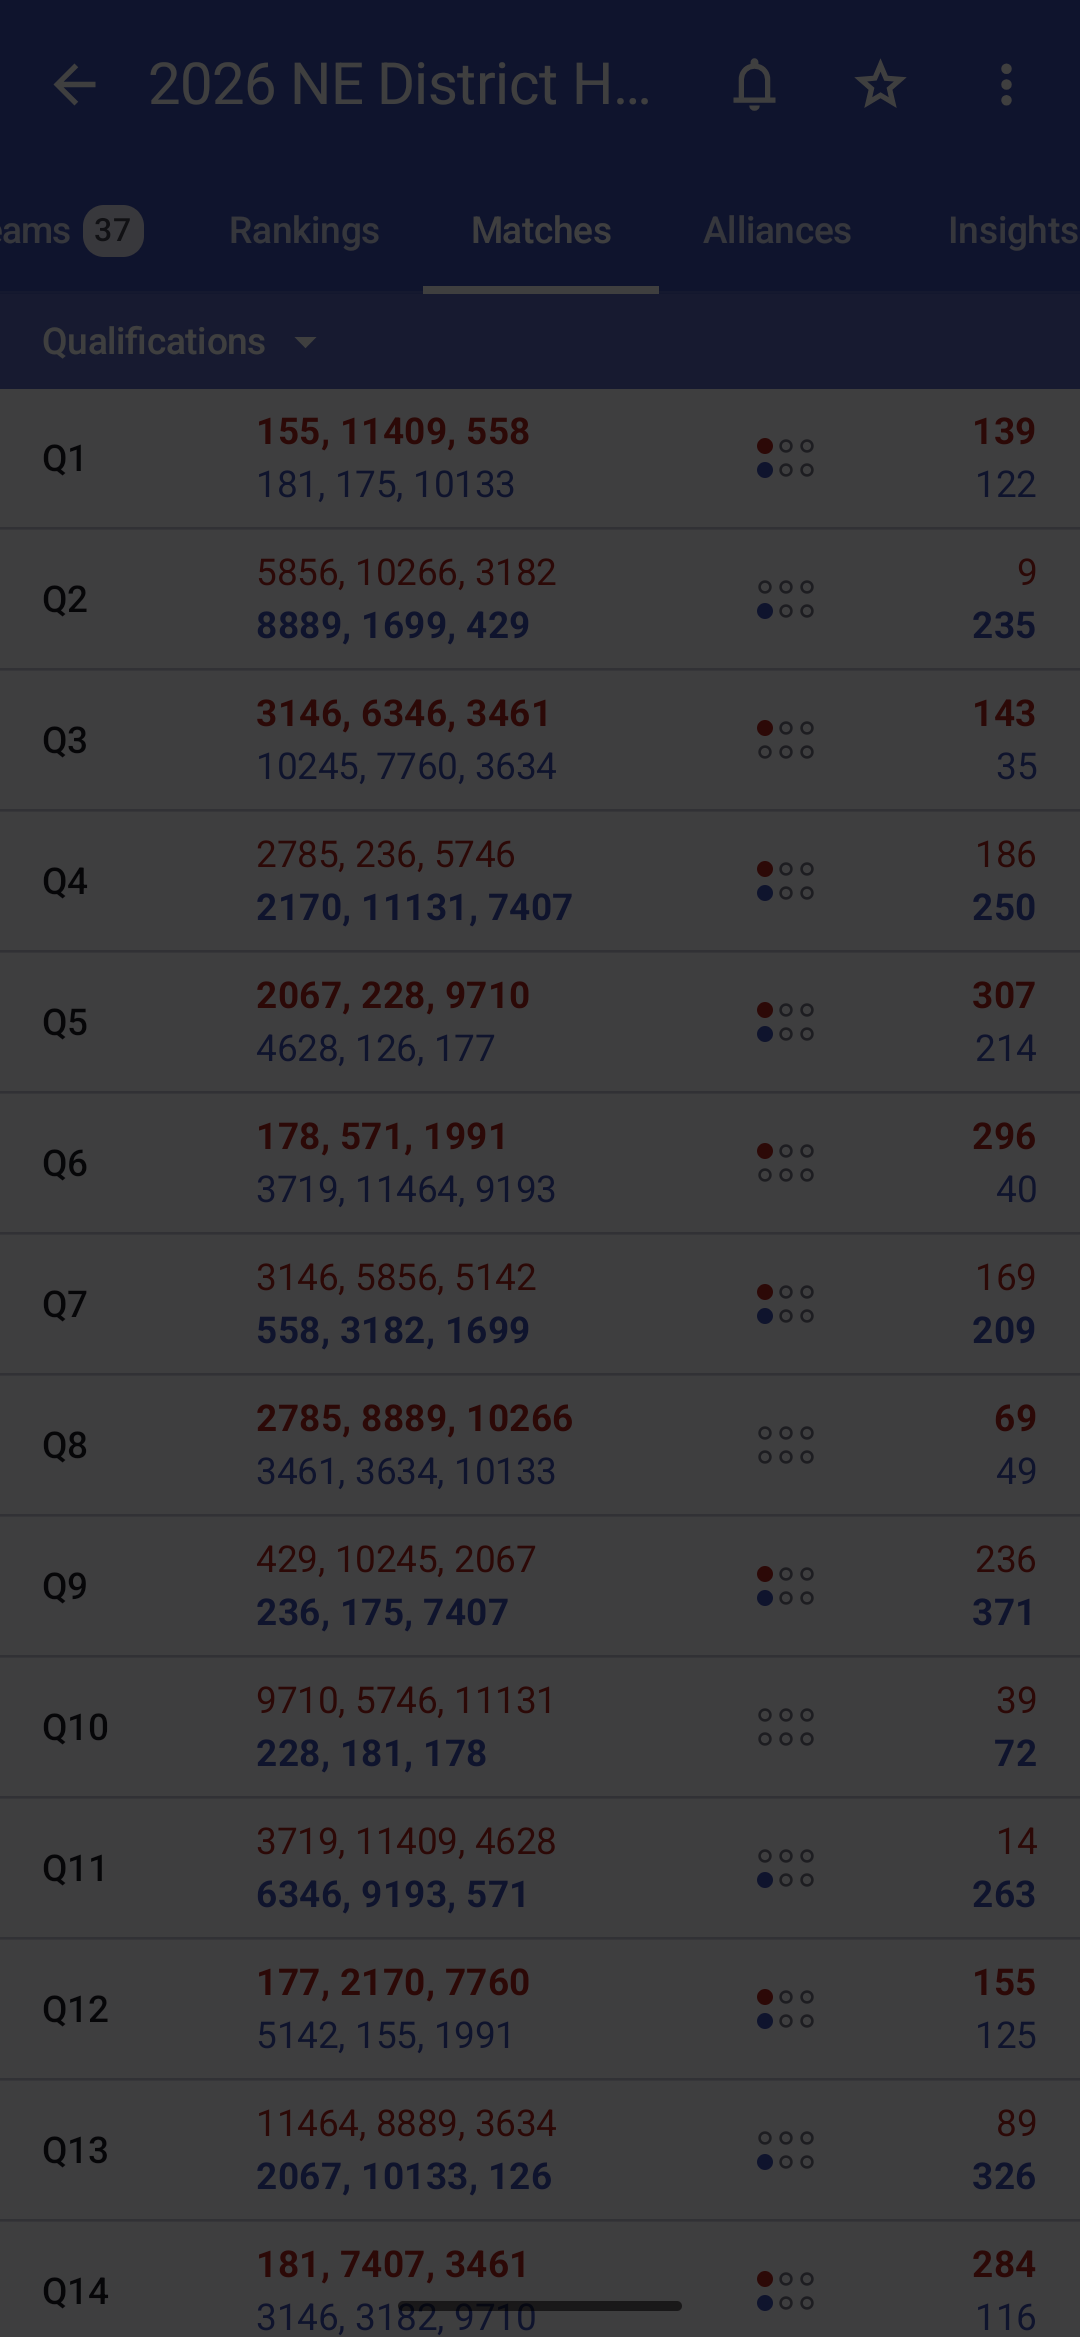 2026 NE District H...
eams 37 Rankings Matches Alliances Insights
Qualifications
Q1
155, 11409, 558 139
181, 175, 10133 122
Q2
5856, 10266, 3182 9
8889, 1699, 429 235
Q3
3146, 6346, 3461 143
10245, 7760, 3634 35
Q4
2785, 236, 5746 186
2170, 11131, 7407 250
Q5
2067, 228, 9710 307
4628, 126, 177 214
Q6
178, 571, 1991 296
3719, 11464, 9193 40
Q7
3146, 5856, 5142 169
558, 3182, 1699 209
Q8
2785, 8889, 10266 69
3461, 3634, 10133 49
Q9
429, 10245, 2067 236
236, 175, 7407 371
Q10
9710, 5746, 11131 39
228, 181, 178 72
Q11
3719, 11409, 4628 14
6346, 9193, 571 263
Q12
177, 2170, 7760 155
5142, 155, 1991 125
Q13
11464, 8889, 3634 89
2067, 10133, 126 326
Q14
181, 7407, 3461 284
3146, 3182, 9710 116